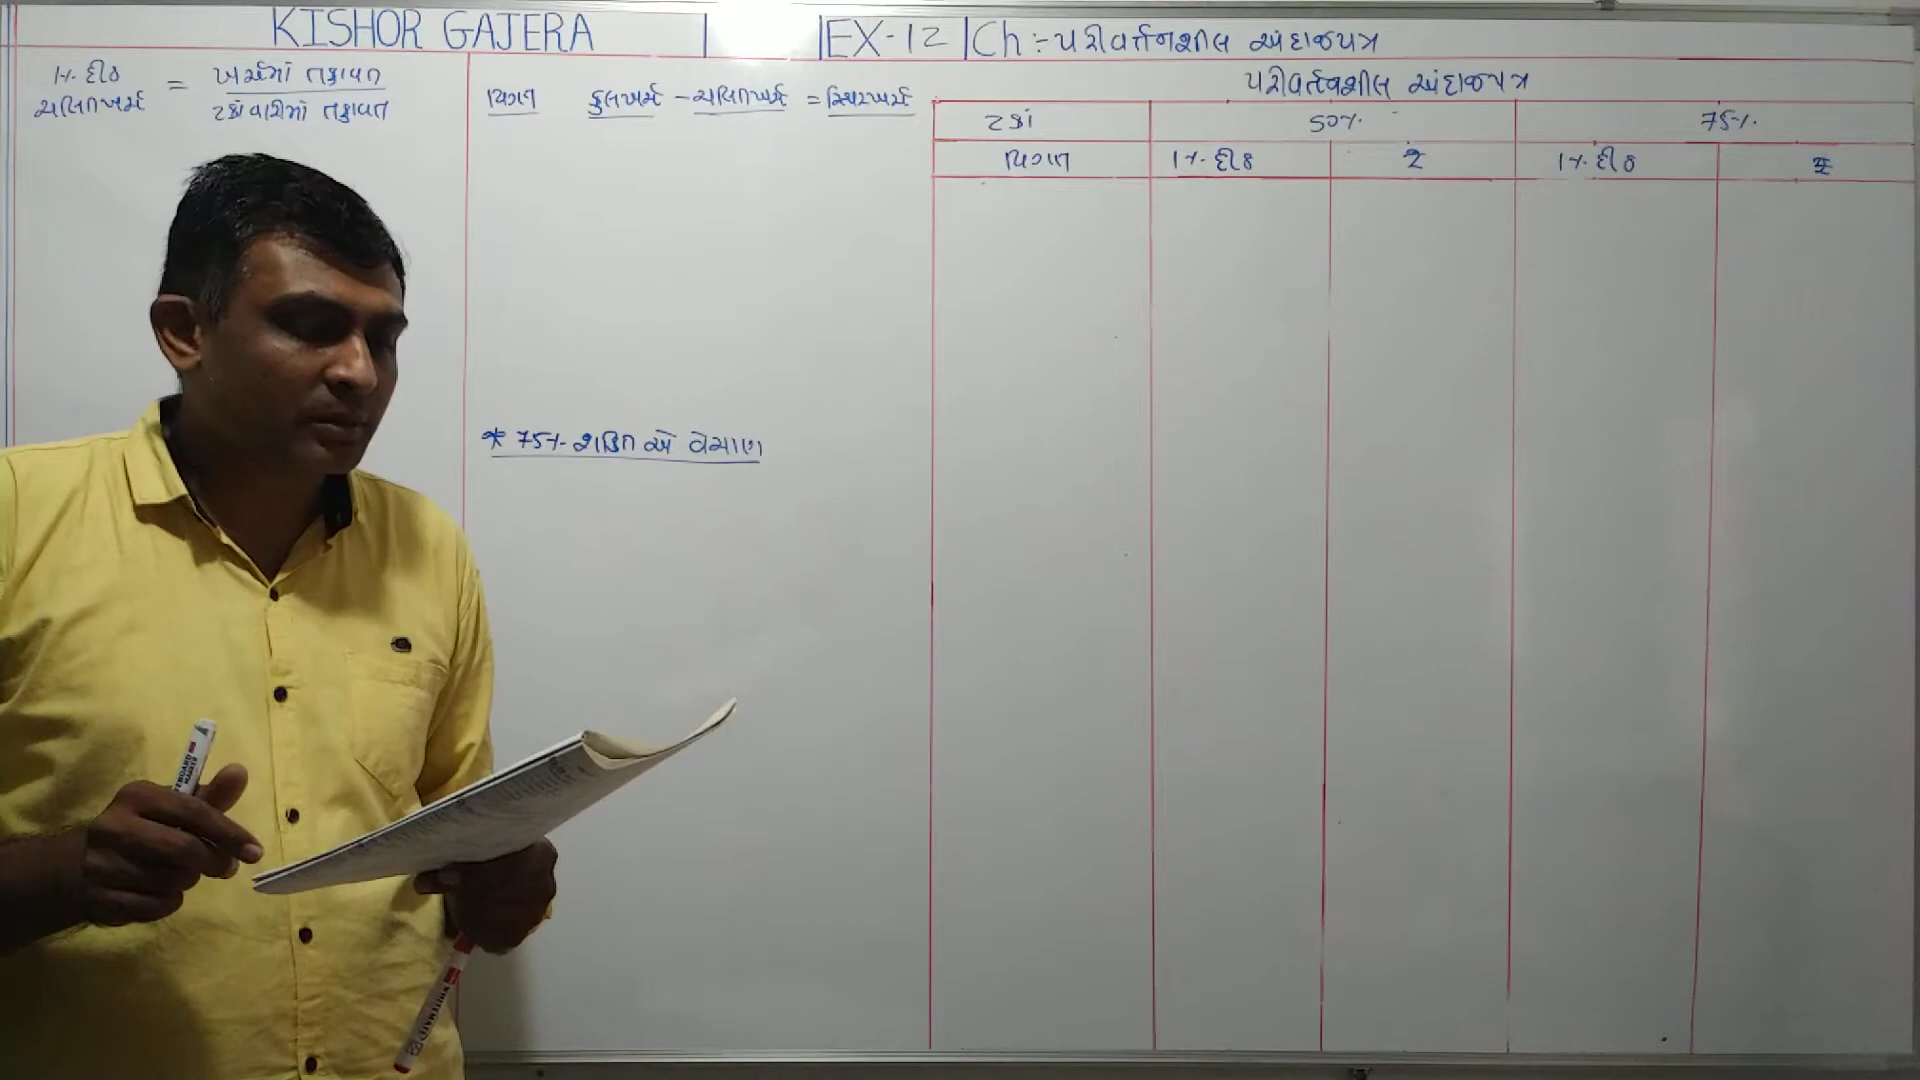 KISHOR GAJERA
EX-12
Ch :- પરીવર્તનશીલ અંદાજપત્ર
1%. દીઠ
ચલિતખર્ચ = ખર્ચમાં તફાવત
ટકાવારીમાં તફાવત
વિગત કુલખર્ચ - ચલિતખર્ચ = સ્થિરખર્ચ
* 75%. શક્તિ એ વેચાણ
પરીવર્તનશીલ અંદાજપત્ર
ટકા 50%. 75%.
વિગત 1%. દીઠ ₹ 1%. દીઠ ₹